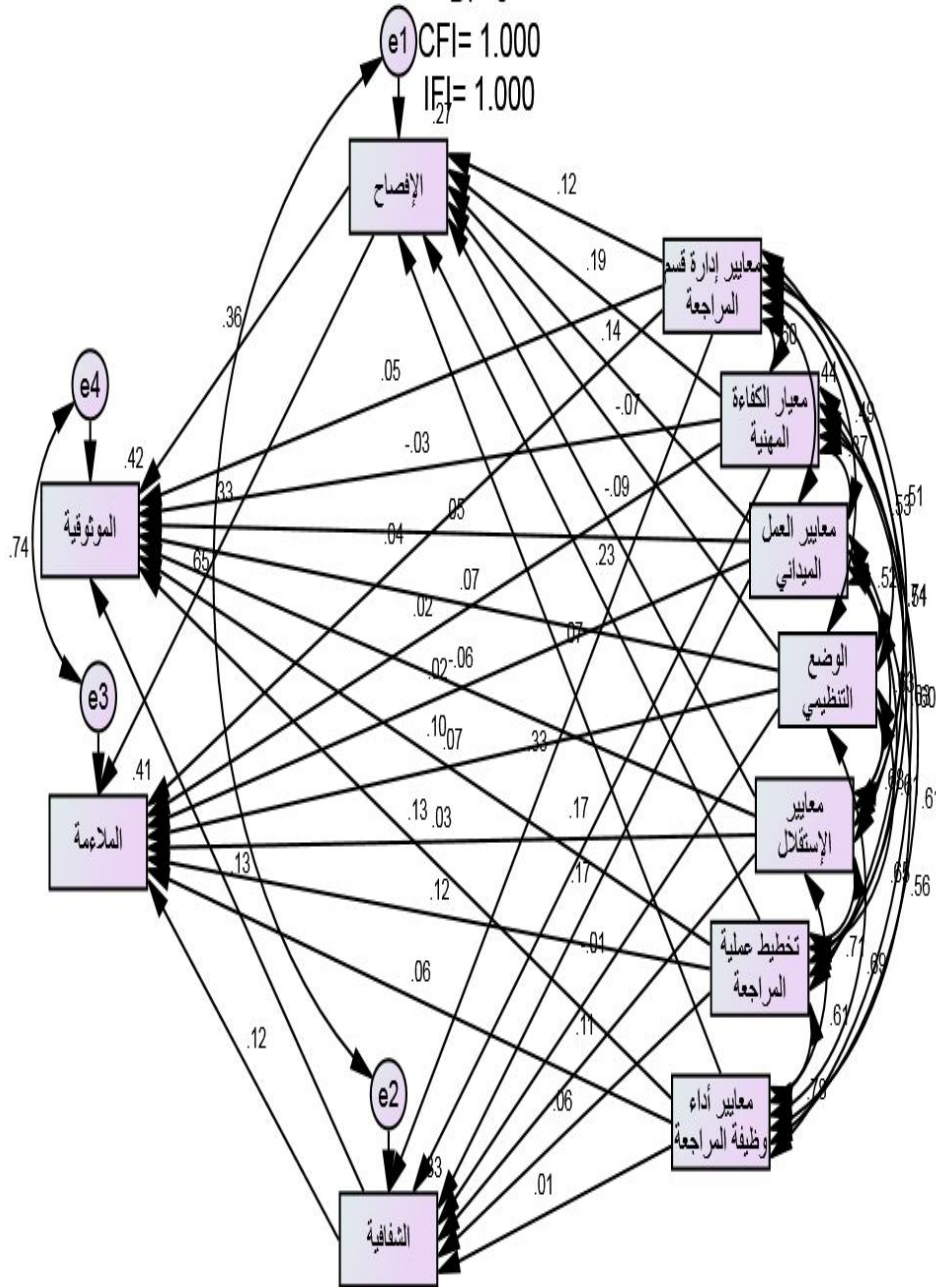 CFI= 1.000
IFI= 1.000
e1
.27
الإفصاح
.12
معايير إدارة قسم
المراجعة
.19
.14
معيار الكفاءة
المهنية
.44
.49
.36
.05
-.07
e4
-.03
-.09
.51
.42
الموثوقية
.33
.05
.04
.23
معايير العمل
الميداني
.74
.65
.07
.02
.07
الوضع
التنظيمي
e3
.02
-.06
.10
.07
.33
.41
الملاءمة
.13
.03
.17
معايير
الإستقلال
.61
.13
.12
.17
.56
.06
-.01
تخطيط عملية
المراجعة
.71
.69
.12
.11
.61
e2
.06
معايير أداء
وظيفة المراجعة
.01
الشفافية